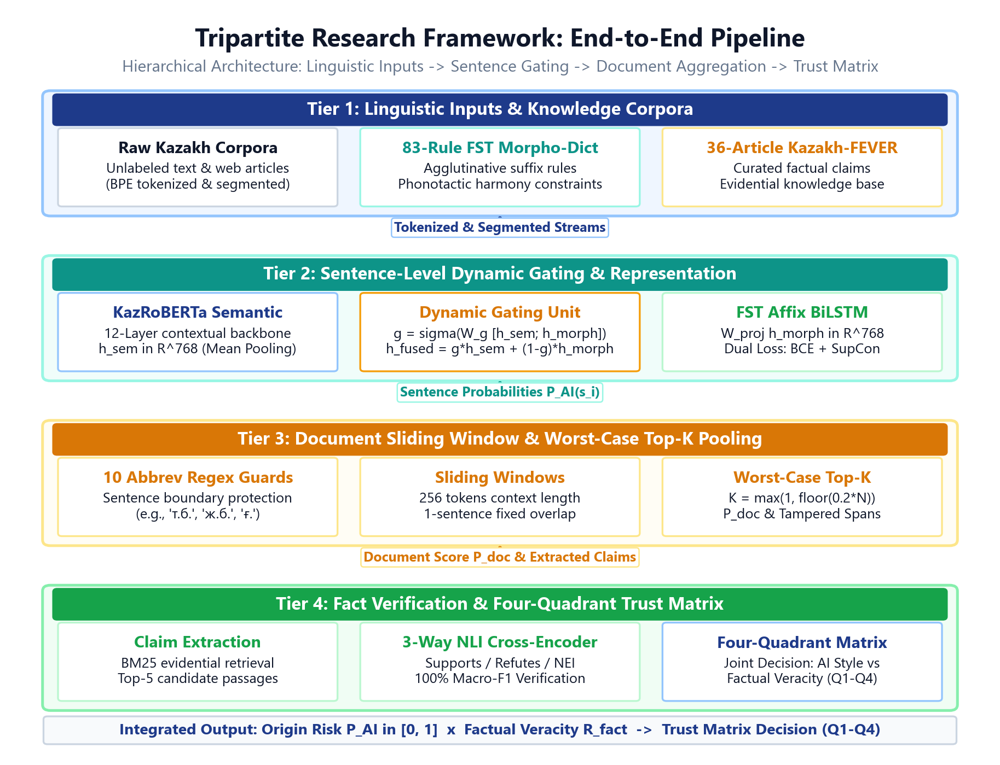 Tripartite Research Framework: End-to-End Pipeline
Hierarchical Architecture: Linguistic Inputs -> Sentence Gating -> Document Aggregation -> Trust Matrix
Tier 1: Linguistic Inputs & Knowledge Corpora
Raw Kazakh Corpora
Unlabeled text & web articles
(BPE tokenized & segmented)
83-Rule FST Morpho-Dict
Agglutinative suffix rules
Phonotactic harmony constraints
36-Article Kazakh-FEVER
Curated factual claims
Evidential knowledge base
Tokenized & Segmented Streams
Tier 2: Sentence-Level Dynamic Gating & Representation
KazRoBERTa Semantic
12-Layer contextual backbone
h_sem in R^768 (Mean Pooling)
Dynamic Gating Unit
g = sigma(W_g [h_sem; h_morph])
h_fused = g*h_sem + (1-g)*h_morph
FST Affix BiLSTM
W_proj h_morph in R^768
Dual Loss: BCE + SupCon
Sentence Probabilities P_AI(s_i)
Tier 3: Document Sliding Window & Worst-Case Top-K Pooling
10 Abbrev Regex Guards
Sentence boundary protection
(e.g., 'т.б.', 'ж.б.', 'ғ.')
Sliding Windows
256 tokens context length
1-sentence fixed overlap
Worst-Case Top-K
K = max(1, floor(0.2*N))
P_doc & Tampered Spans
Document Score P_doc & Extracted Claims
Tier 4: Fact Verification & Four-Quadrant Trust Matrix
Claim Extraction
BM25 evidential retrieval
Top-5 candidate passages
3-Way NLI Cross-Encoder
Supports / Refutes / NEI
100% Macro-F1 Verification
Four-Quadrant Matrix
Joint Decision: AI Style vs
Factual Veracity (Q1-Q4)
Integrated Output: Origin Risk P_AI in [0, 1]  x  Factual Veracity R_fact  ->  Trust Matrix Decision (Q1-Q4)